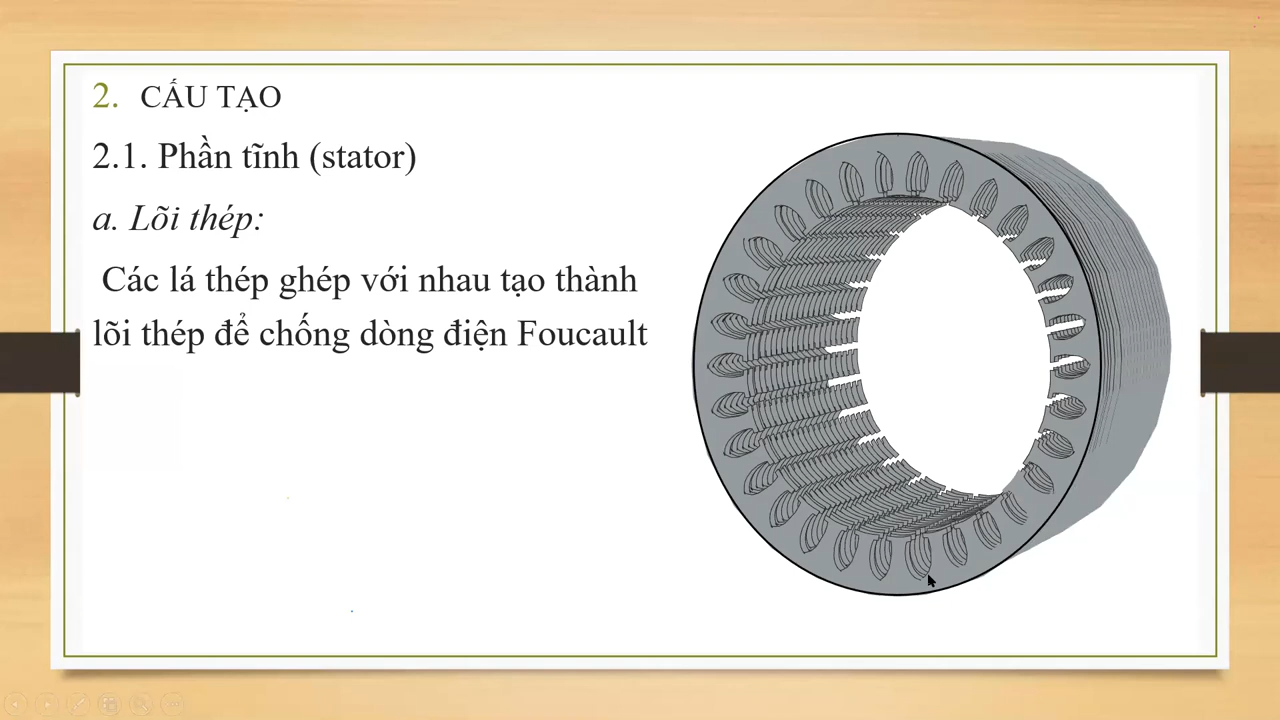 2. CẤU TẠO
2.1. Phần tĩnh (stator)
a. Lõi thép:
Các lá thép ghép với nhau tạo thành
lõi thép để chống dòng điện Foucault